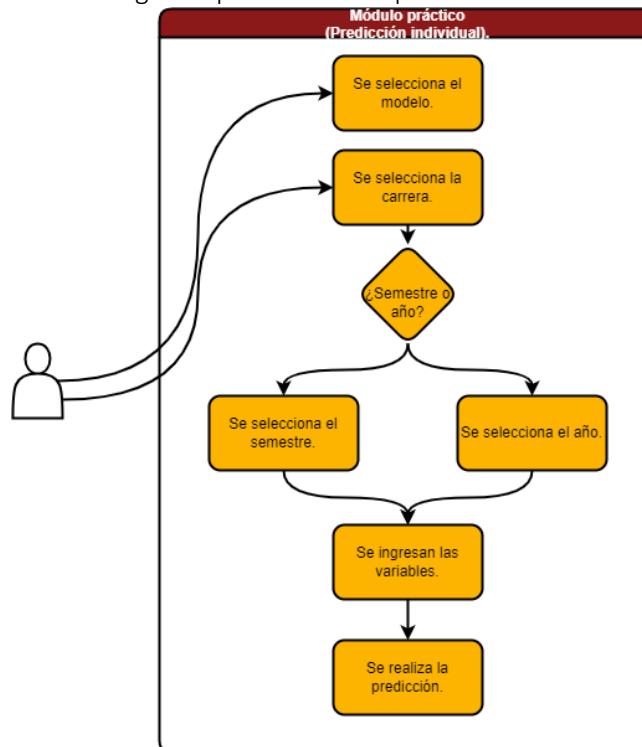 Módulo práctico
(Predicción individual).
Se selecciona el
modelo.
Se selecciona la
carrera.
¿Semestre o
año?
Se selecciona el
semestre.
Se selecciona el año.
Se ingresan las
variables.
Se realiza la
predicción.